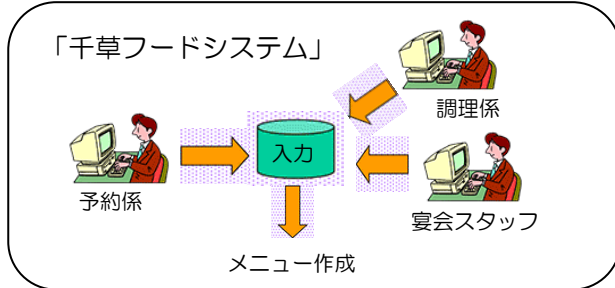 「千草フードシステム」
調理係
入力
予約係
宴会スタッフ
メニュー作成